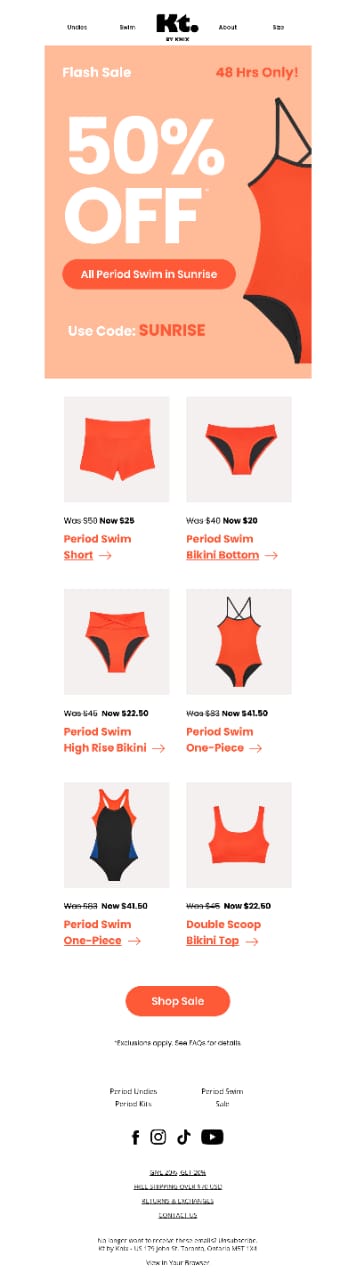 Undies Swim Kt. About Size
BY KNIX
Flash Sale 48 Hrs Only!
50%
OFF*
All Period Swim in Sunrise
Use Code: SUNRISE
Was $50 Now $25 Was $40 Now $20
Period Swim Period Swim
Short → Bikini Bottom →
Was $45 Now $22.50 Was $83 Now $41.50
Period Swim Period Swim
High Rise Bikini → One-Piece →
Was $83 Now $41.50 Was $45 Now $22.50
Period Swim Double Scoop
One-Piece → Bikini Top →
Shop Sale
*Exclusions apply. See FAQs for details.
Period Undies Period Swim
Period Kits Sale
GIVE 20%, GET 20%
FREE SHIPPING OVER $70 USD
RETURNS & EXCHANGES
CONTACT US
No longer want to receive these emails? Unsubscribe.
Kt by Knix - US 179 John St. Toronto, Ontario M5T 1X4
View In Your Browser